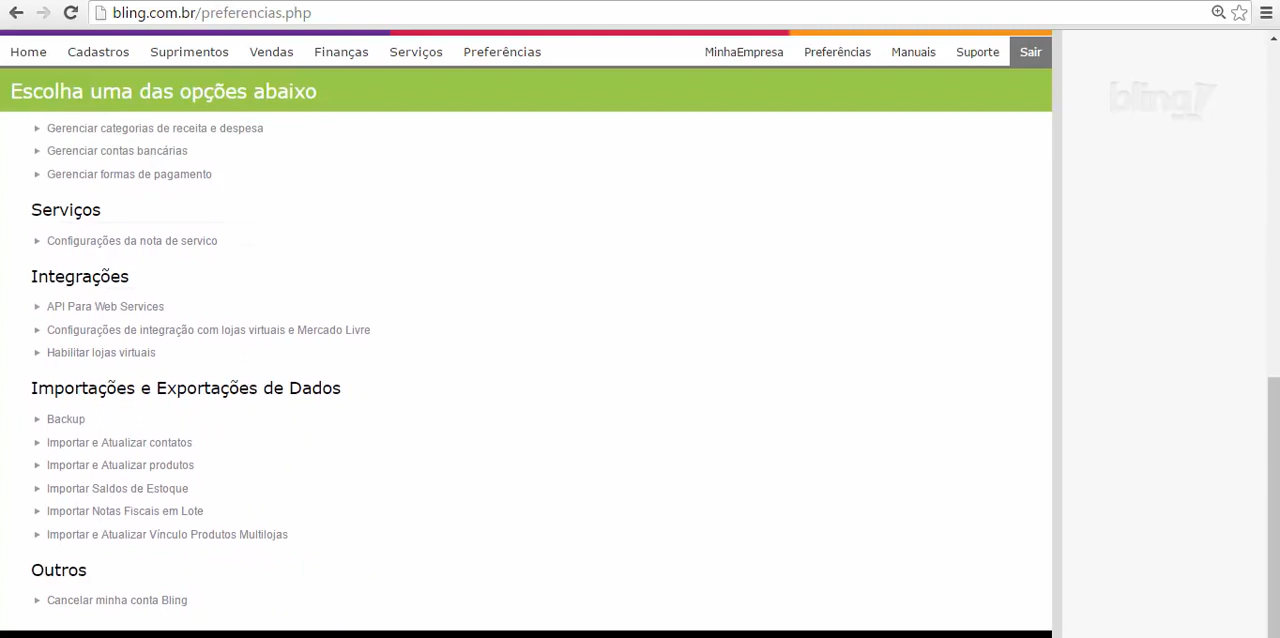 bling.com.br/preferencias.php
Home Cadastros Suprimentos Vendas Finanças Serviços Preferências MinhaEmpresa Preferências Manuais Suporte Sair
Escolha uma das opções abaixo
bling
Gerenciar categorias de receita e despesa
Gerenciar contas bancárias
Gerenciar formas de pagamento
Serviços
Configurações da nota de servico
Integrações
API Para Web Services
Configurações de integração com lojas virtuais e Mercado Livre
Habilitar lojas virtuais
Importações e Exportações de Dados
Backup
Importar e Atualizar contatos
Importar e Atualizar produtos
Importar Saldos de Estoque
Importar Notas Fiscais em Lote
Importar e Atualizar Vínculo Produtos Multilojas
Outros
Cancelar minha conta Bling